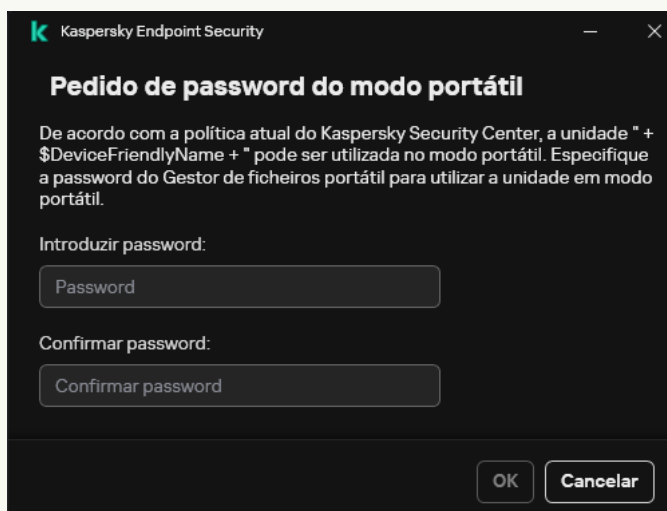 Kaspersky Endpoint Security
Pedido de password do modo portátil
De acordo com a política atual do Kaspersky Security Center, a unidade " +
$DeviceFriendlyName + " pode ser utilizada no modo portátil. Especifique
a password do Gestor de ficheiros portátil para utilizar a unidade em modo
portátil.
Introduzir password:
Password
Confirmar password:
Confirmar password
OK
Cancelar